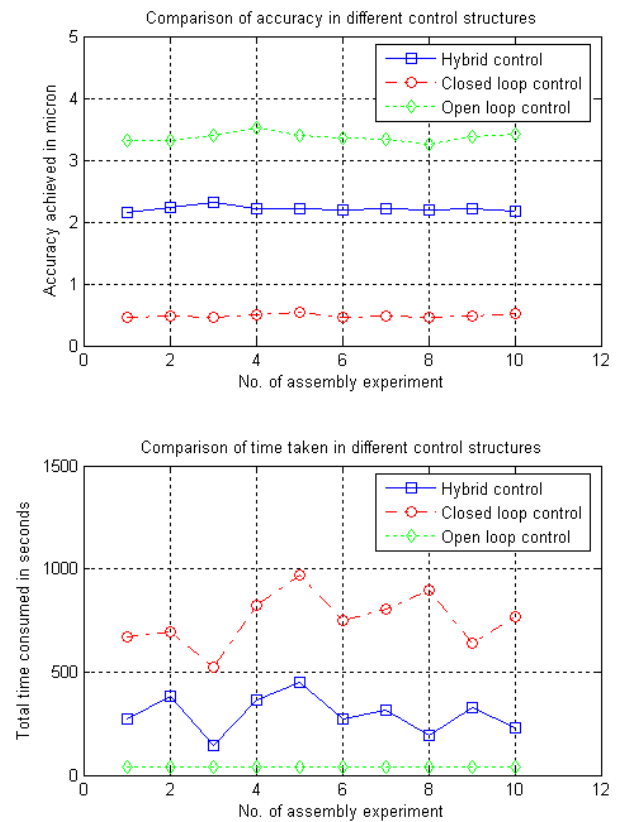 Comparison of accuracy in different control structures
5
4
3
2
1
0
Accuracy achieved in micron
Hybrid control
Closed loop control
Open loop control
0 2 4 6 8 10 12
No. of assembly experiment
Comparison of time taken in different control structures
1500
1000
500
0
Total time consumed in seconds
Hybrid control
Closed loop control
Open loop control
0 2 4 6 8 10 12
No. of assembly experiment